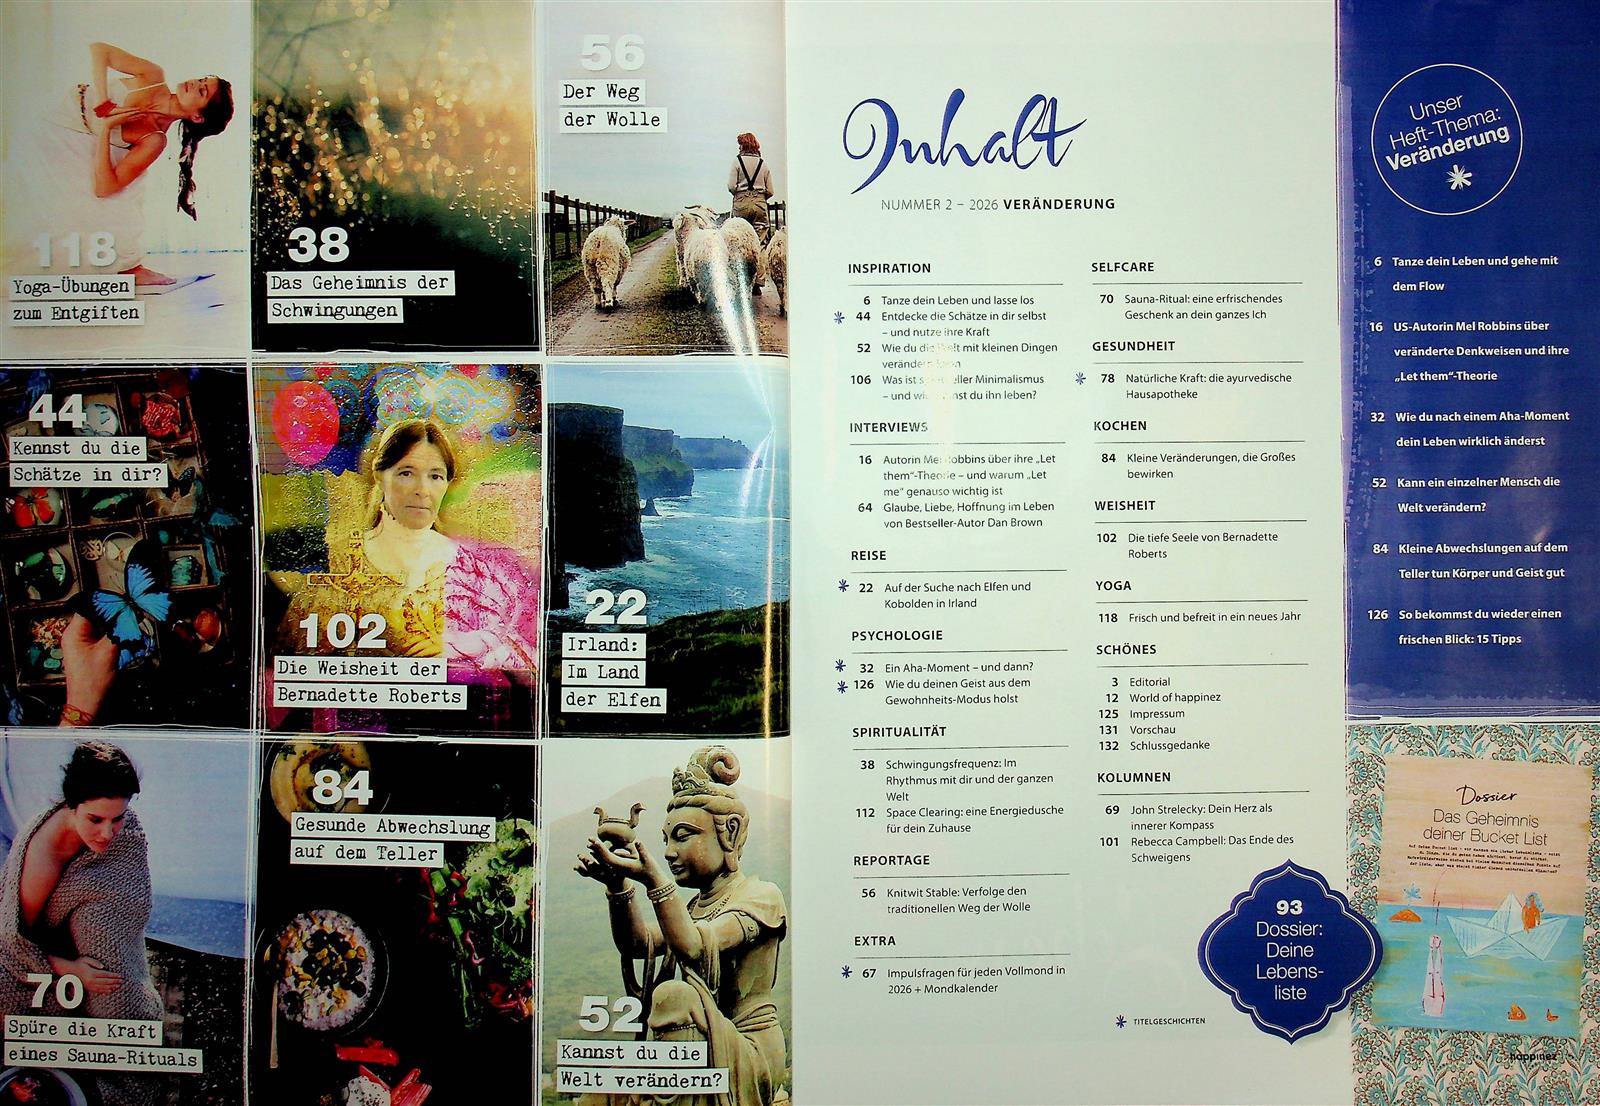 118
Yoga-Übungen
zum Entgiften
38
Das Geheimnis der
Schwingungen
56
Der Weg
der Wolle
44
Kennst du die
Schätze in dir?
102
Die Weisheit der
Bernadette Roberts
22
Irland:
Im Land
der Elfen
70
Spüre die Kraft
eines Sauna-Rituals
84
Gesunde Abwechslung
auf dem Teller
52
Kannst du die
Welt verändern?
Inhalt
NUMMER 2 – 2026 VERÄNDERUNG
INSPIRATION
6 Tanze dein Leben und lasse los
44 Entdecke die Schätze in dir selbst
– und nutze ihre Kraft
52 Wie du die Welt mit kleinen Dingen
verändern
106 Was ist Minimalismus
– und du ihn leben?
INTERVIEWS
16 Autorin Mel Robbins über ihre „Let
them“-Theorie – und warum „Let
me“ genauso wichtig ist
64 Glaube, Liebe, Hoffnung im Leben
von Bestseller-Autor Dan Brown
REISE
22 Auf der Suche nach Elfen und
Kobolden in Irland
PSYCHOLOGIE
32 Ein Aha-Moment – und dann?
126 Wie du deinen Geist aus dem
Gewohnheits-Modus holst
SPIRITUALITÄT
38 Schwingungsfrequenz: Im
Rhythmus mit dir und der ganzen
Welt
112 Space Clearing: eine Energiedusche
für dein Zuhause
REPORTAGE
56 Knitwit Stable: Verfolge den
traditionellen Weg der Wolle
EXTRA
67 Impulsfragen für jeden Vollmond in
2026 + Mondkalender
SELFCARE
70 Sauna-Ritual: eine erfrischendes
Geschenk an dein ganzes Ich
GESUNDHEIT
78 Natürliche Kraft: die ayurvedische
Hausapotheke
KOCHEN
84 Kleine Veränderungen, die Großes
bewirken
WEISHEIT
102 Die tiefe Seele von Bernadette
Roberts
YOGA
118 Frisch und befreit in ein neues Jahr
SCHÖNES
3 Editorial
12 World of happinez
125 Impressum
131 Vorschau
132 Schlussgedanke
KOLUMNEN
69 John Strelecky: Dein Herz als
innerer Kompass
101 Rebecca Campbell: Das Ende des
Schweigens
TITELGESCHICHTEN
93
Dossier:
Deine
Lebens-
liste
Unser
Heft-Thema:
Veränderung
6 Tanze dein Leben und gehe mit
dem Flow
16 US-Autorin Mel Robbins über
veränderte Denkweisen und ihre
„Let them“-Theorie
32 Wie du nach einem Aha-Moment
dein Leben wirklich änderst
52 Kann ein einzelner Mensch die
Welt verändern?
84 Kleine Abwechslungen auf dem
Teller tun Körper und Geist gut
126 So bekommst du wieder einen
frischen Blick: 15 Tipps
Dossier
Das Geheimnis
deiner Bucket List
happinez